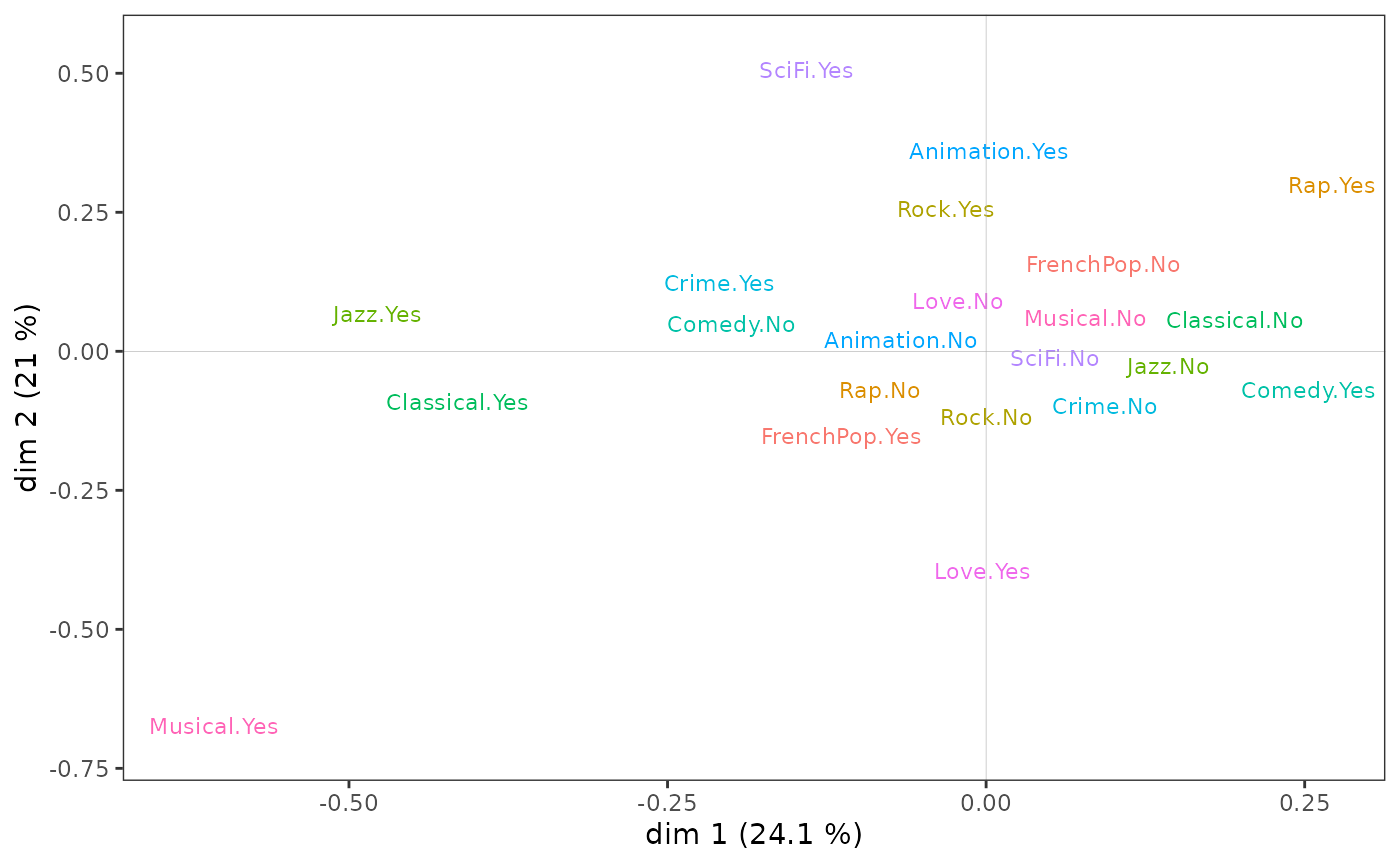 0.50
SciFi.Yes
Animation.Yes
Rap.Yes
0.25
Rock.Yes
FrenchPop.No
Crime.Yes
Love.No
Jazz.Yes
Comedy.No
Musical.No
Classical.No
Animation.No
0.00
SciFi.No
Jazz.No
Rap.No
Comedy.Yes
Classical.Yes
Crime.No
Rock.No
FrenchPop.Yes
-0.25
Love.Yes
-0.50
Musical.Yes
-0.75
dim 2 (21 %)
-0.50 -0.25 0.00 0.25
dim 1 (24.1 %)